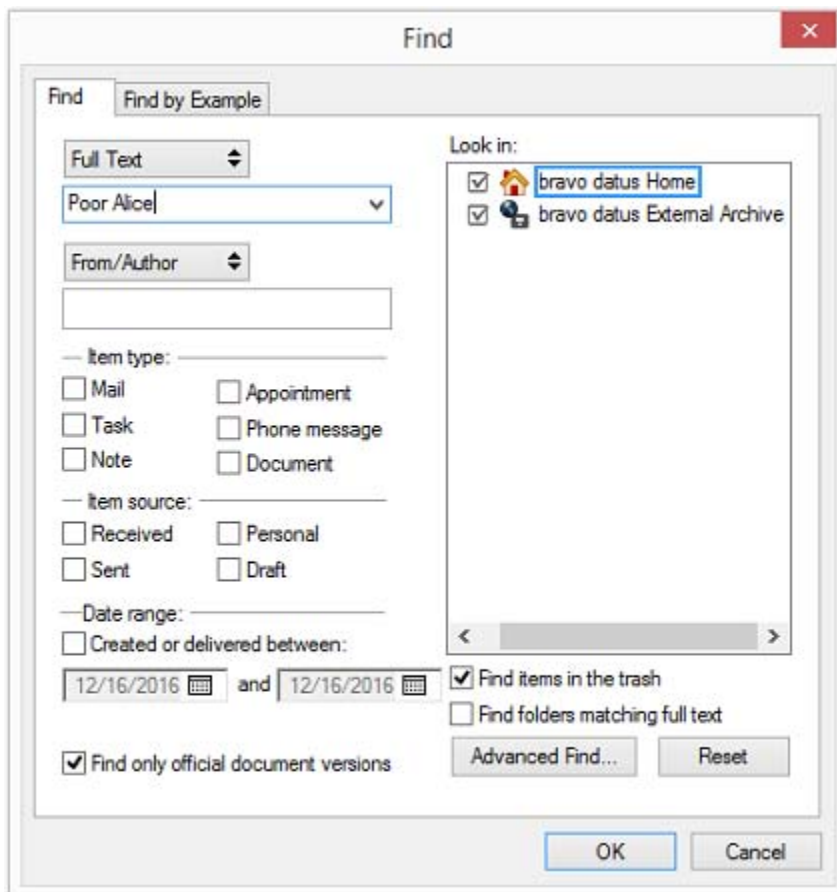 Find
Find
Find by Example
Full Text
Poor Alice
From/Author
Item type:
Mail
Appointment
Task
Phone message
Note
Document
Item source:
Received
Personal
Sent
Draft
Date range:
Created or delivered between:
12/16/2016 and 12/16/2016
Find only official document versions
Look in:
bravo datus Home
bravo datus External Archive
Find items in the trash
Find folders matching full text
Advanced Find...
Reset
OK
Cancel